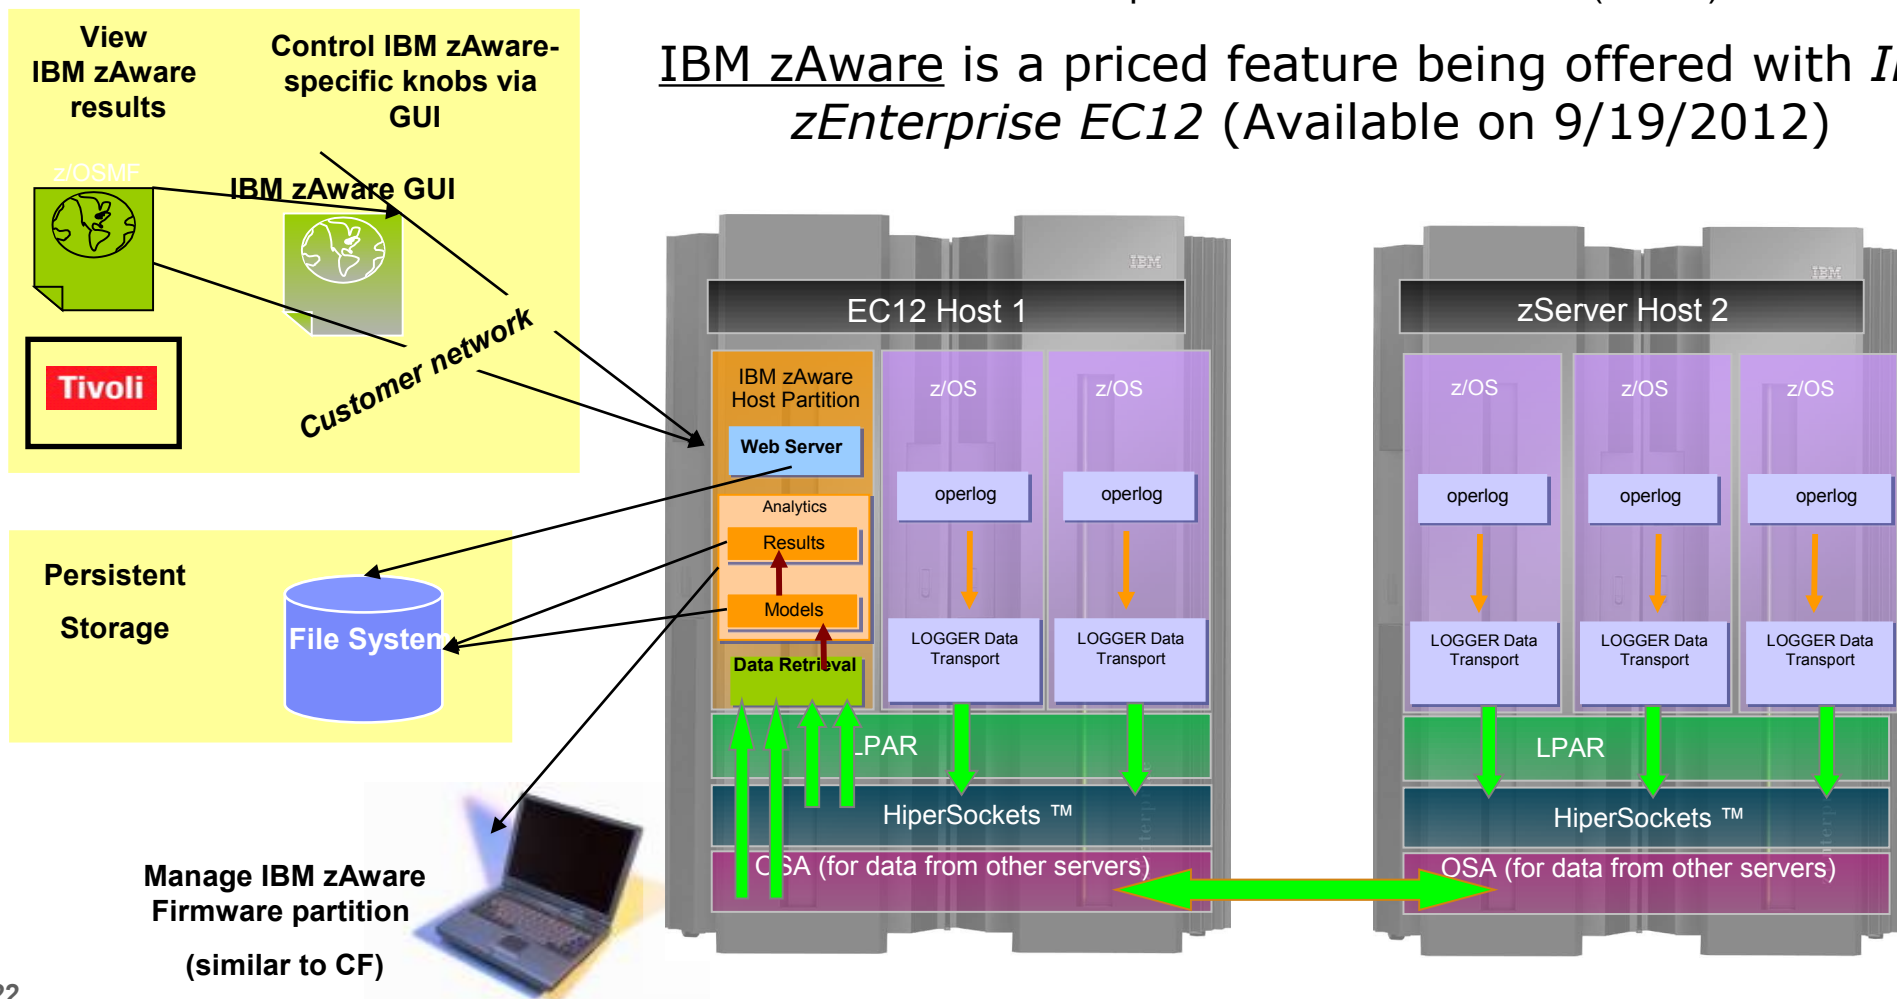 IBM zAware is a priced feature being offered with
zEnterprise EC12 (Available on 9/19/2012)
View
IBM zAware
results
Control IBM zAware-
specific knobs via
GUI
z/OSMF
IBM zAware GUI
Tivoli
Customer network
Persistent
Storage
File System
Manage IBM zAware
Firmware partition
(similar to CF)
IBM
EC12 Host 1
IBM zAware
Host Partition
Web Server
Analytics
Results
Models
Data Retrieval
z/OS
operlog
LOGGER Data
Transport
z/OS
operlog
LOGGER Data
Transport
LPAR
HiperSockets ™
OSA (for data from other servers)
IBM
zServer Host 2
z/OS
operlog
LOGGER Data
Transport
z/OS
operlog
LOGGER Data
Transport
z/OS
operlog
LOGGER Data
Transport
LPAR
HiperSockets ™
OSA (for data from other servers)
22